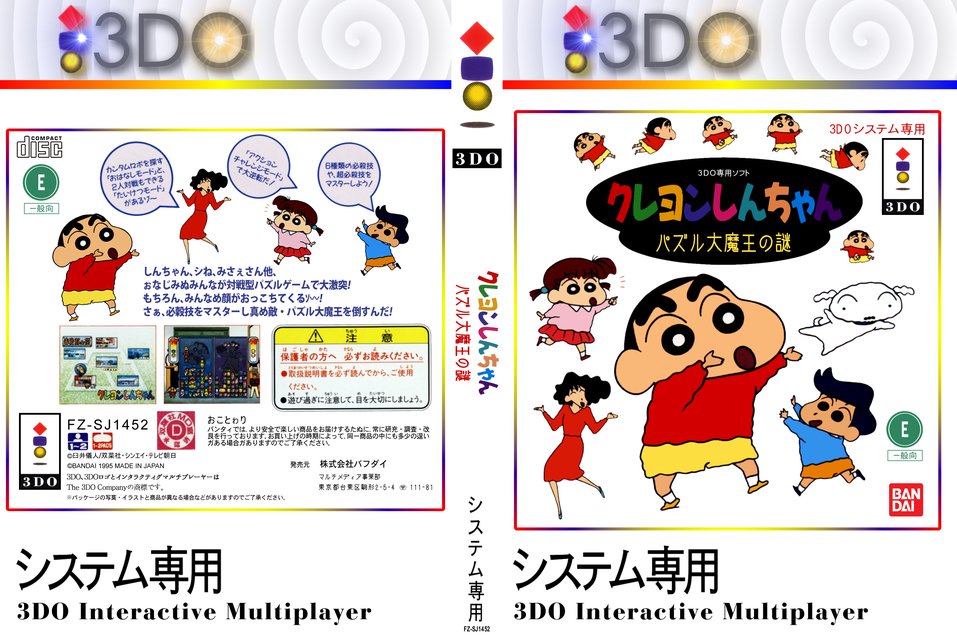 3DO
COMPACT
disc
E
一般向
カンタムロボを探す
「おはなしモード」と、
2人対戦もできる
「たいけつモード」
があるゾ〜
「アクション
チャレンジモード」
で大逆転だ!
6種類の必殺技
や、超必殺技を
マスターしよう!
しんちゃん、シね、みさえさん他、
おなじみぬみんなが対戦型パズルゲームで大激突!
もちろん、みんなめ顔がおっこちてくるゾ〜!
さぁ、必殺技をマスターし真め敵・パズル大魔王を倒すんだ!
クレヨンしんちゃん
注意
保護者の方へ 必ずお読みください。
●取扱説明書を必ず読んでから、ご使用
ください。
●遊び過ぎに注意して、目を大切にしましょう。
3DO
FZ-SJ1452
1-2
1-2PADS
D
©臼井儀人/双葉社・シンエイ・テレビ朝日
©BANDAI 1995 MADE IN JAPAN
3DO、3DOロゴとインタラクティヴマルチプレーヤーは
The 3DO Companyの商標です。
※パッケージの写真・イラストと商品が異なる場合などがありますのでご了承ください。
おことわり
バンティでは、より安全で楽しい商品をお届けするたぬに、常に研究・調査・改
良を行っております。お買い上げの時期によって、同一商品の中にも多少の違い
がある場合がありますのでご了承ください。
発売元 株式会社バフダイ
マルチメディア事業部
東京都台東区駒形2-5-4 〒111-81
システム専用
3DO Interactive Multiplayer
3DO
クレヨンしんちゃん
パズル大魔王の謎
システム専用
FZ-SJ1452
3DO
3DOシステム専用
3DO
3DO専用ソフト
クレヨンしんちゃん
パズル大魔王の謎
E
一般向
BAN
DAI
システム専用
3DO Interactive Multiplayer